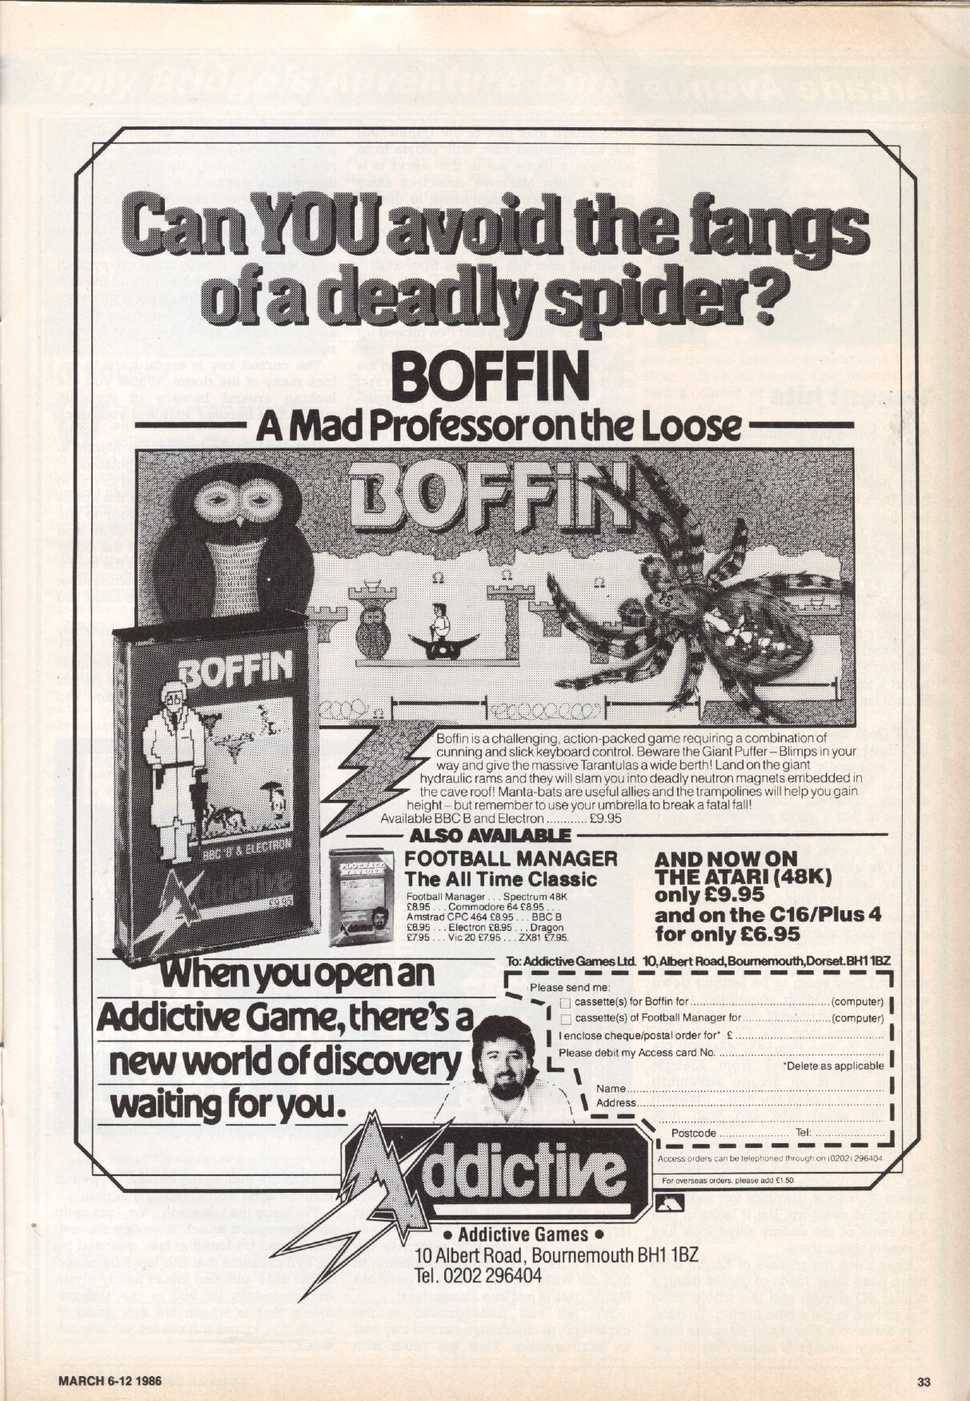 Can YOU avoid the fangs
of a deadly spider?
BOFFIN
A Mad Professor on the Loose
BOFFiN
BOFFiN
BOFFiN
BBC 'B' & ELECTRON
Addictive
£9.95
Boffin is a challenging, action-packed game requiring a combination of
cunning and slick keyboard control. Beware the Giant Puffer – Blimps in your
way and give the massive Tarantulas a wide berth! Land on the giant
hydraulic rams and they will slam you into deadly neutron magnets embedded in
the cave roof! Manta-bats are useful allies and the trampolines will help you gain
height – but remember to use your umbrella to break a fatal fall!
Available BBC B and Electron ............ £9.95
ALSO AVAILABLE
FOOTBALL MANAGER
FOOTBALL MANAGER
The All Time Classic
Football Manager . . . Spectrum 48K
£8.95 . . . Commodore 64 £8.95 . . .
Amstrad CPC 464 £8.95 . . . BBC B
£8.95 . . . Electron £8.95 . . . Dragon
£7.95 . . . Vic 20 £7.95 . . . ZX81 £7.95.
AND NOW ON
THE ATARI (48K)
only £9.95
and on the C16/Plus 4
for only £6.95
When you open an
Addictive Game, there's a
new world of discovery
waiting for you.
To: Addictive Games Ltd. 10, Albert Road, Bournemouth, Dorset. BH1 1BZ
Please send me:
cassette(s) for Boffin for ........................................ (computer)
cassette(s) of Football Manager for ......................... (computer)
I enclose cheque/postal order for* £ ..........................................
Please debit my Access card No. ..............................................
*Delete as applicable
Name ..........................................................................
Address .......................................................................
Postcode ..................... Tel: .....................
Access orders can be telephoned through on (0202) 296404
For overseas orders, please add £1.50
Addictive
• Addictive Games •
10 Albert Road, Bournemouth BH1 1BZ
Tel. 0202 296404
MARCH 6-12 1986
33